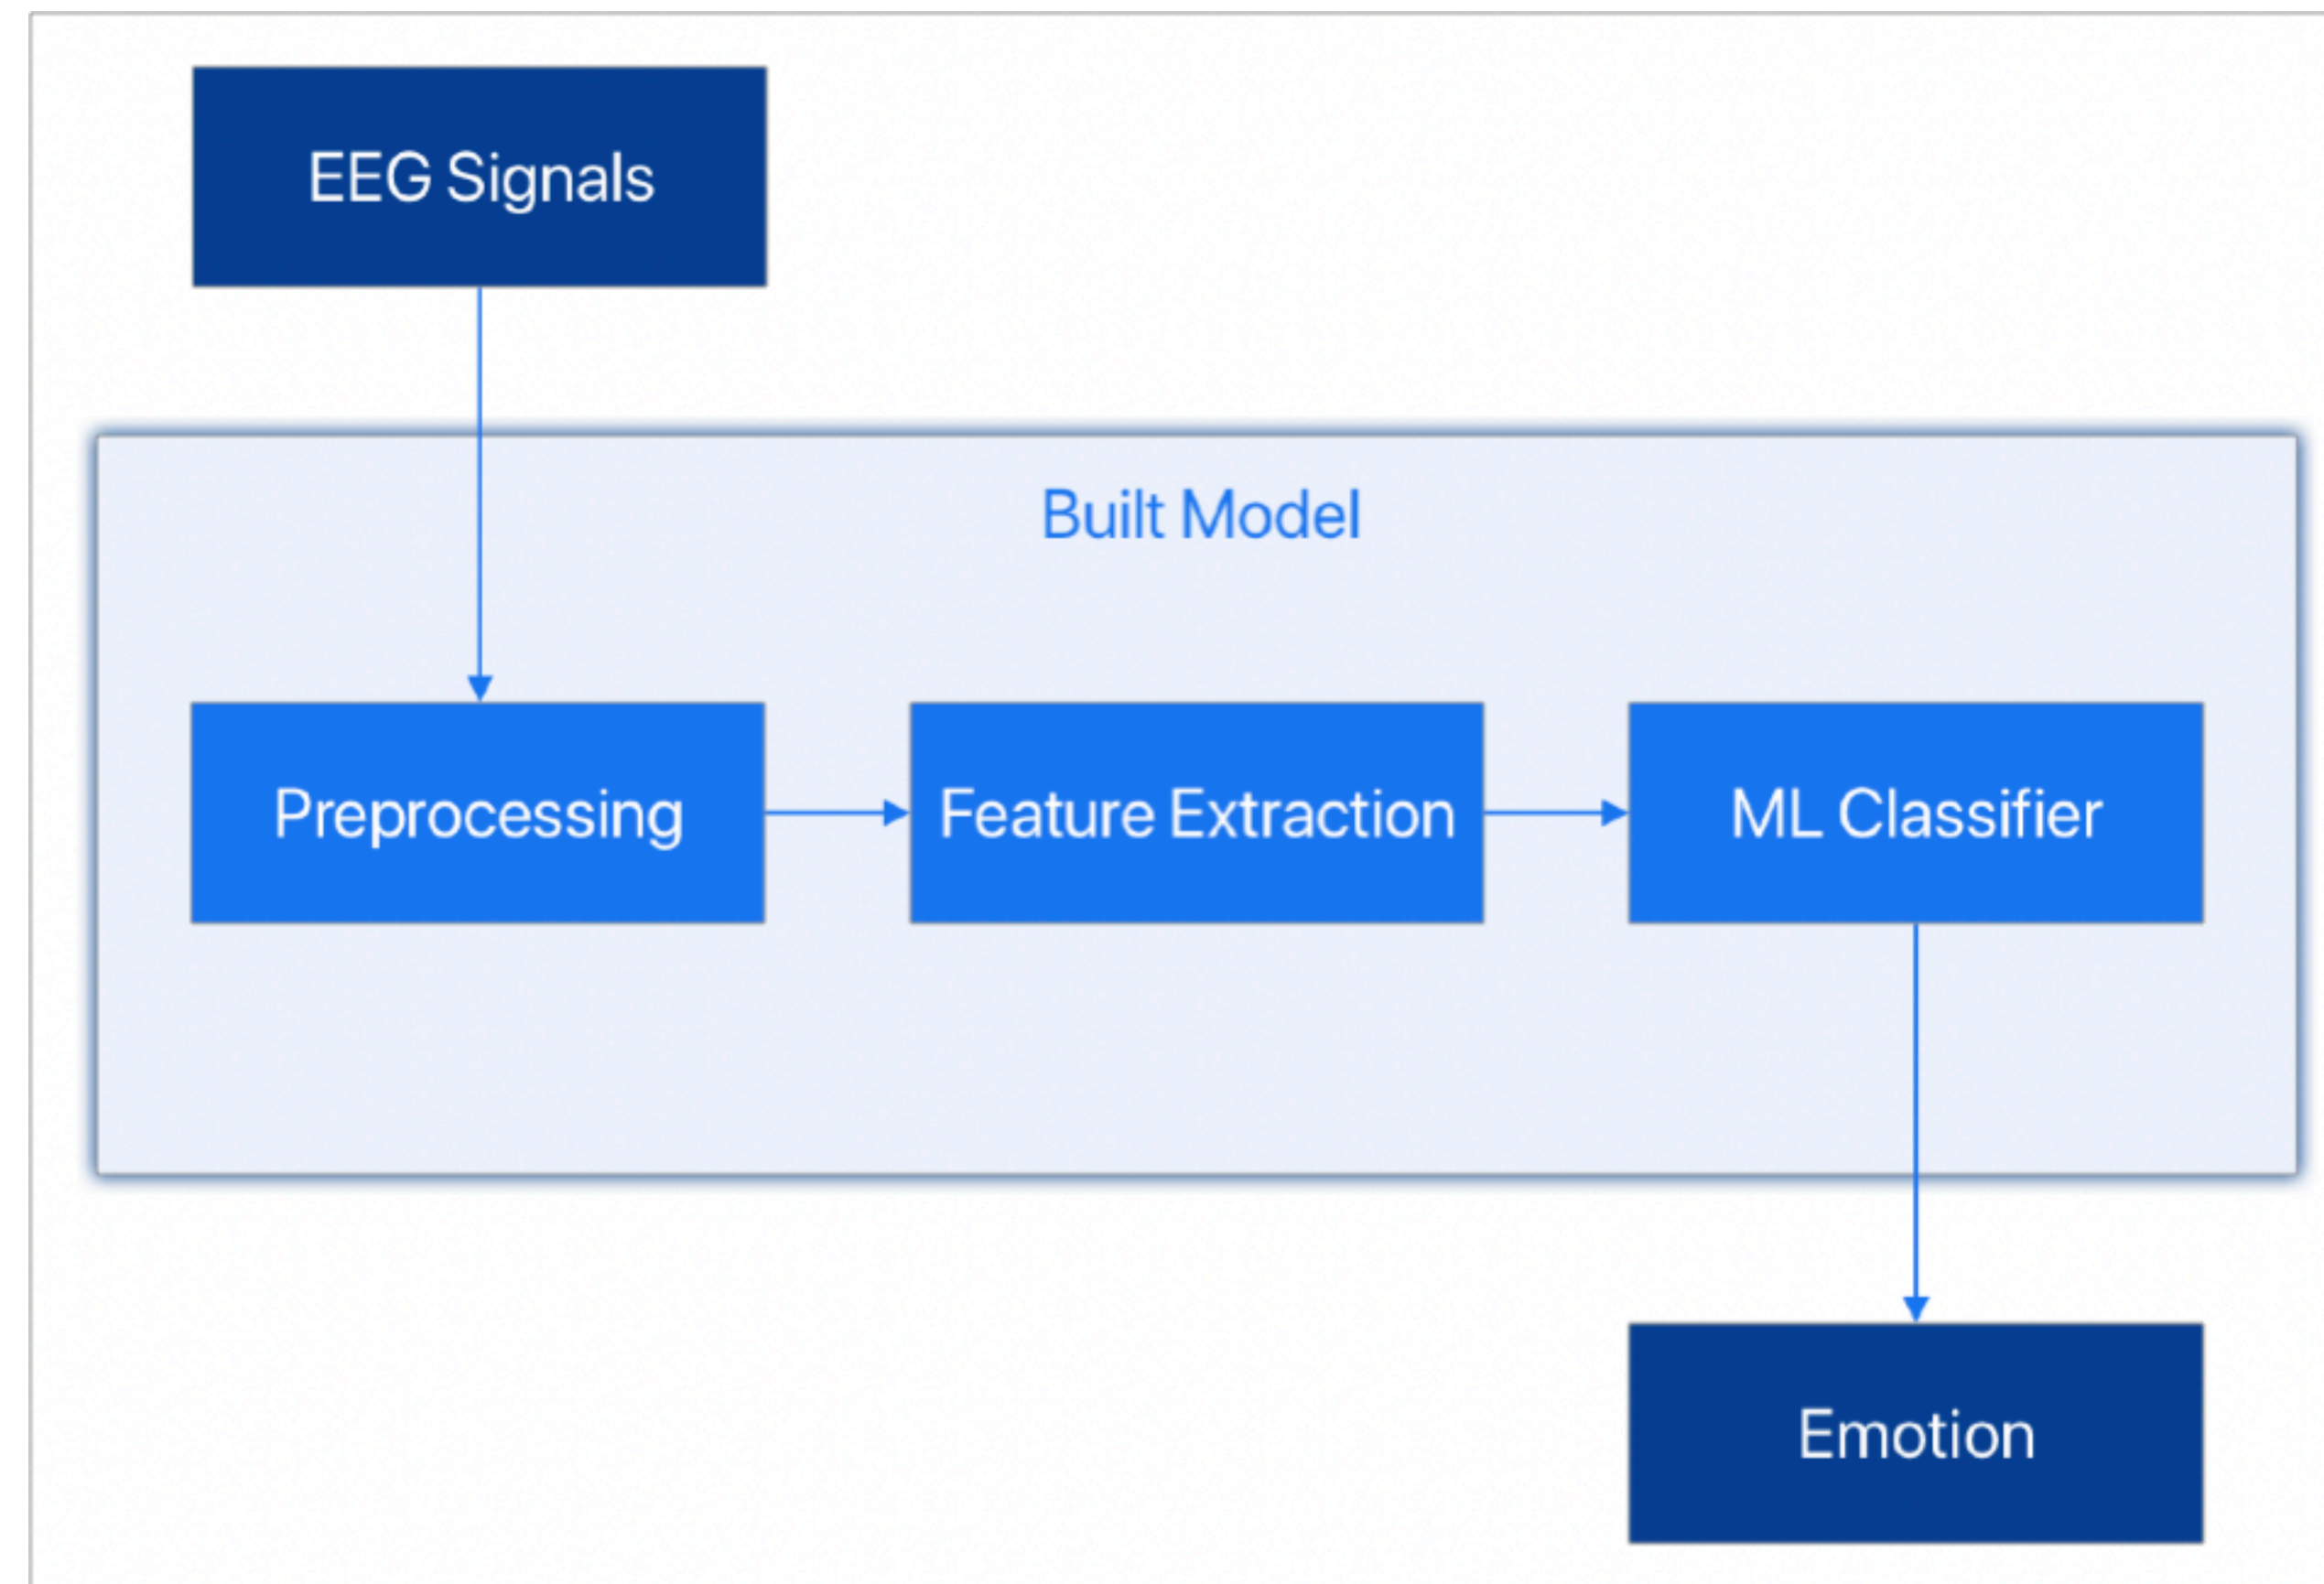 EEG Signals
Built Model
Preprocessing
Feature Extraction
ML Classifier
Emotion